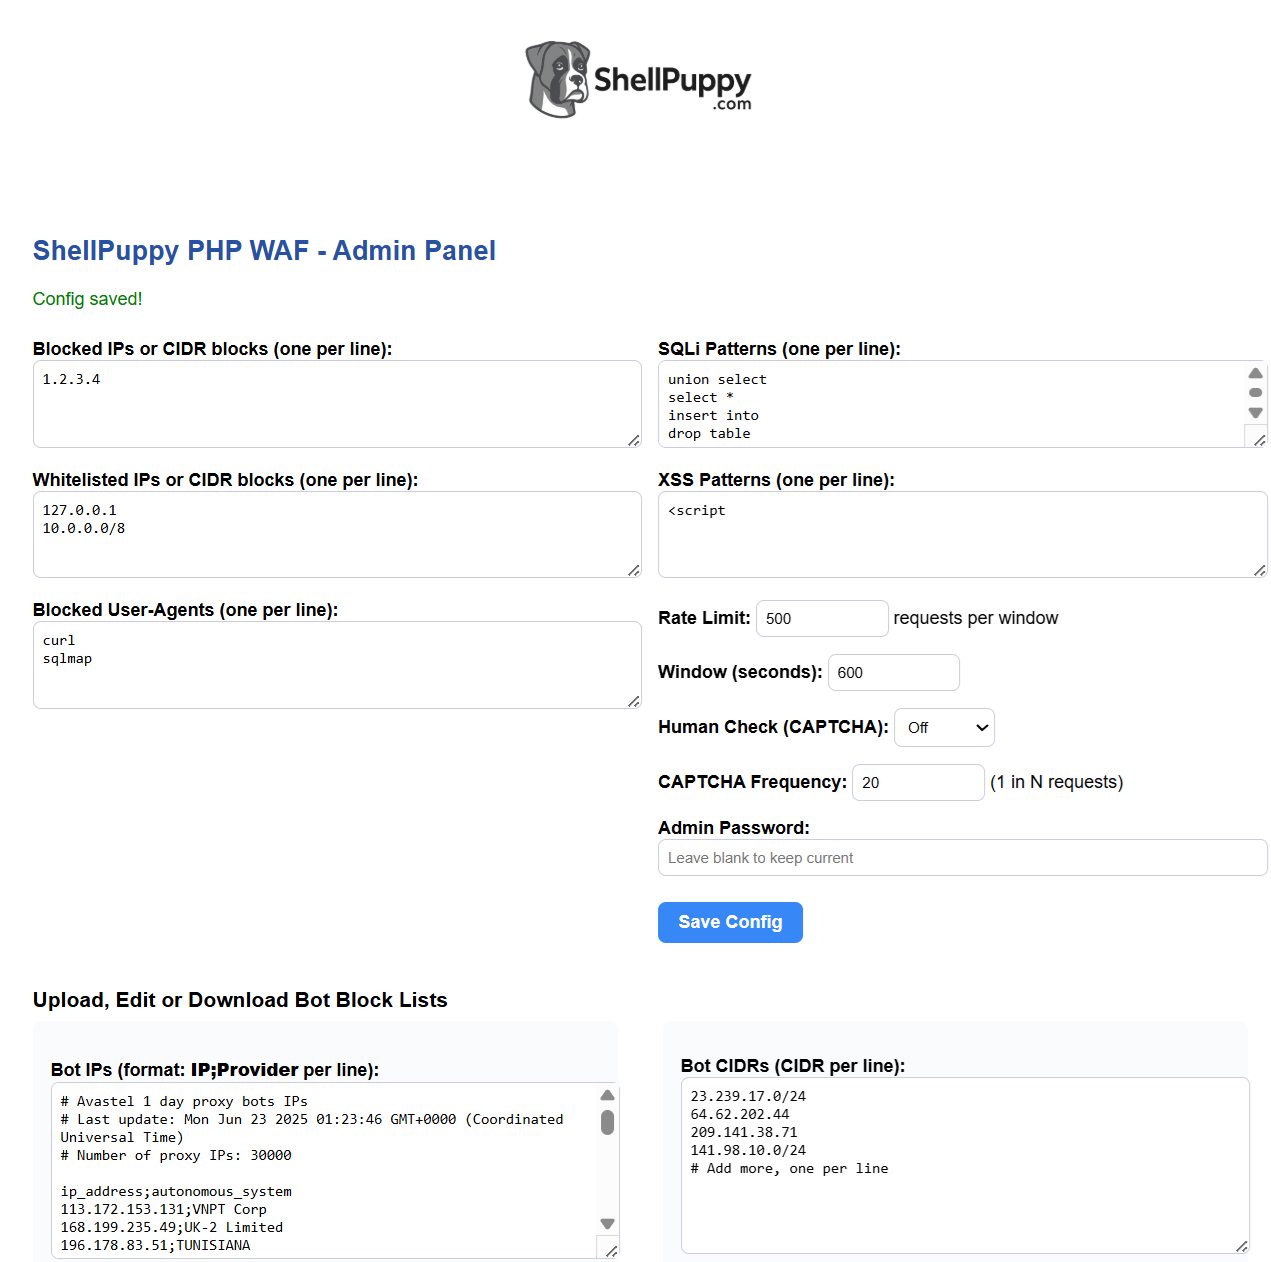 ShellPuppy
.com
ShellPuppy PHP WAF - Admin Panel
Config saved!
Blocked IPs or CIDR blocks (one per line):
1.2.3.4
Whitelisted IPs or CIDR blocks (one per line):
127.0.0.1
10.0.0.0/8
Blocked User-Agents (one per line):
curl
sqlmap
SQLi Patterns (one per line):
union select
select *
insert into
drop table
XSS Patterns (one per line):
<script
Rate Limit: 500 requests per window
Window (seconds): 600
Human Check (CAPTCHA): Off
CAPTCHA Frequency: 20 (1 in N requests)
Admin Password:
Leave blank to keep current
Save Config
Upload, Edit or Download Bot Block Lists
Bot IPs (format: IP;Provider per line):
# Avastel 1 day proxy bots IPs
# Last update: Mon Jun 23 2025 01:23:46 GMT+0000 (Coordinated
Universal Time)
# Number of proxy IPs: 30000
ip_address;autonomous_system
113.172.153.131;VNPT Corp
168.199.235.49;UK-2 Limited
196.178.83.51;TUNISIANA
Bot CIDRs (CIDR per line):
23.239.17.0/24
64.62.202.44
209.141.38.71
141.98.10.0/24
# Add more, one per line